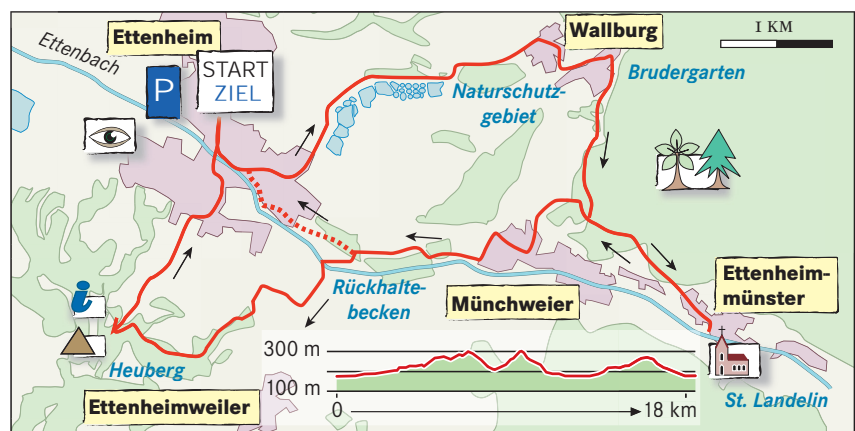 Ettenbach
Ettenheim
P
START
ZIEL
Wallburg
1 KM
Brudergarten
Naturschutz-
gebiet
i
Heuberg
Ettenheimweiler
Rückhalte-
becken
Münchweier
Ettenheim-
münster
St. Landelin
300 m
100 m
0
18 km